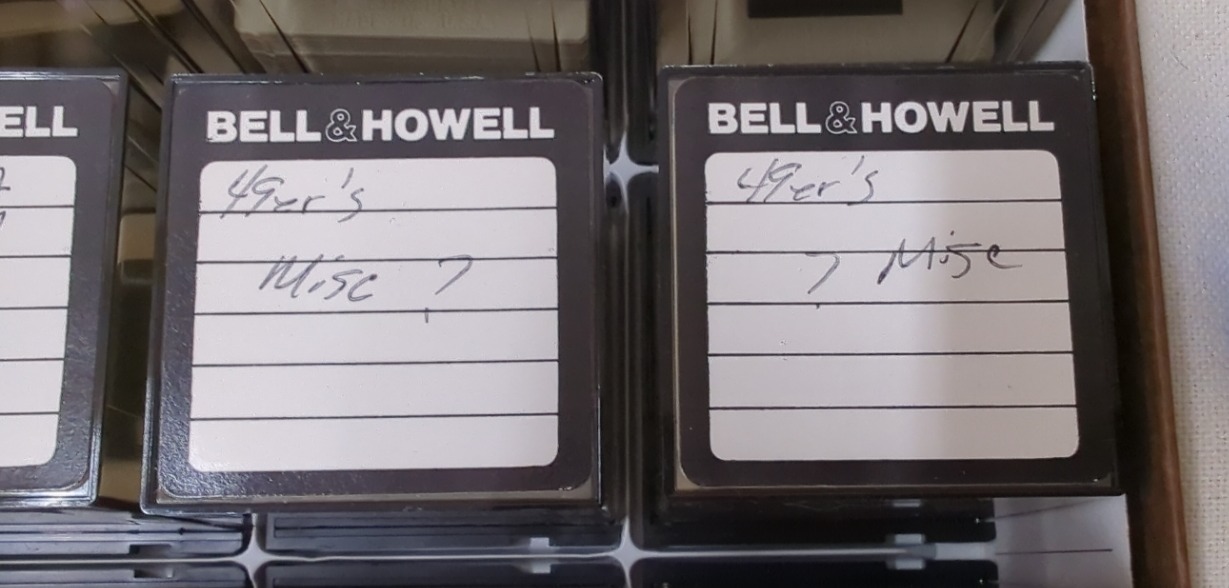 ELL
BELL & HOWELL
49er's
Misc ?
BELL & HOWELL
49er's
? Misc